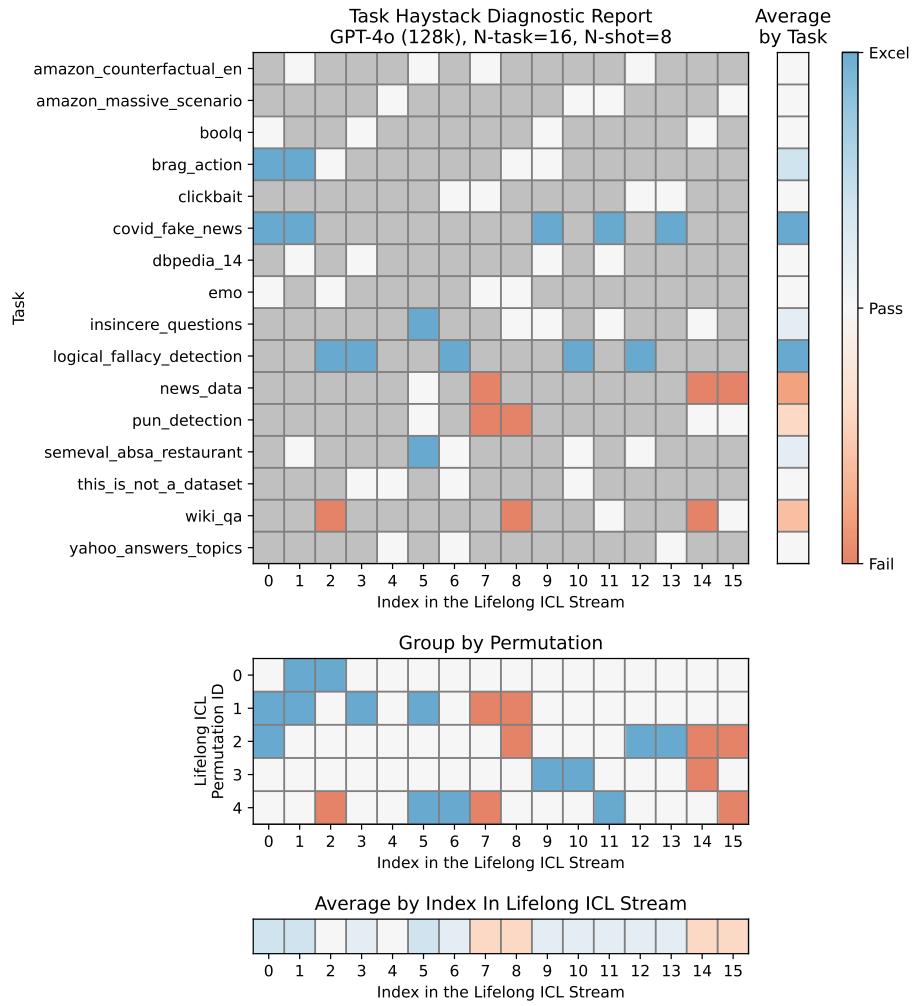 Task Haystack Diagnostic Report
GPT-4o (128k), N-task=16, N-shot=8
Average
by Task
Task
amazon_counterfactual_en
amazon_massive_scenario
boolq
brag_action
clickbait
covid_fake_news
dbpedia_14
emo
insincere_questions
logical_fallacy_detection
news_data
pun_detection
semeval_absa_restaurant
this_is_not_a_dataset
wiki_qa
yahoo_answers_topics
0 1 2 3 4 5 6 7 8 9 10 11 12 13 14 15
Index in the Lifelong ICL Stream
Excel
Pass
Fail
Group by Permutation
Lifelong ICL
Permutation ID
0
1
2
3
4
0 1 2 3 4 5 6 7 8 9 10 11 12 13 14 15
Index in the Lifelong ICL Stream
Average by Index In Lifelong ICL Stream
0 1 2 3 4 5 6 7 8 9 10 11 12 13 14 15
Index in the Lifelong ICL Stream